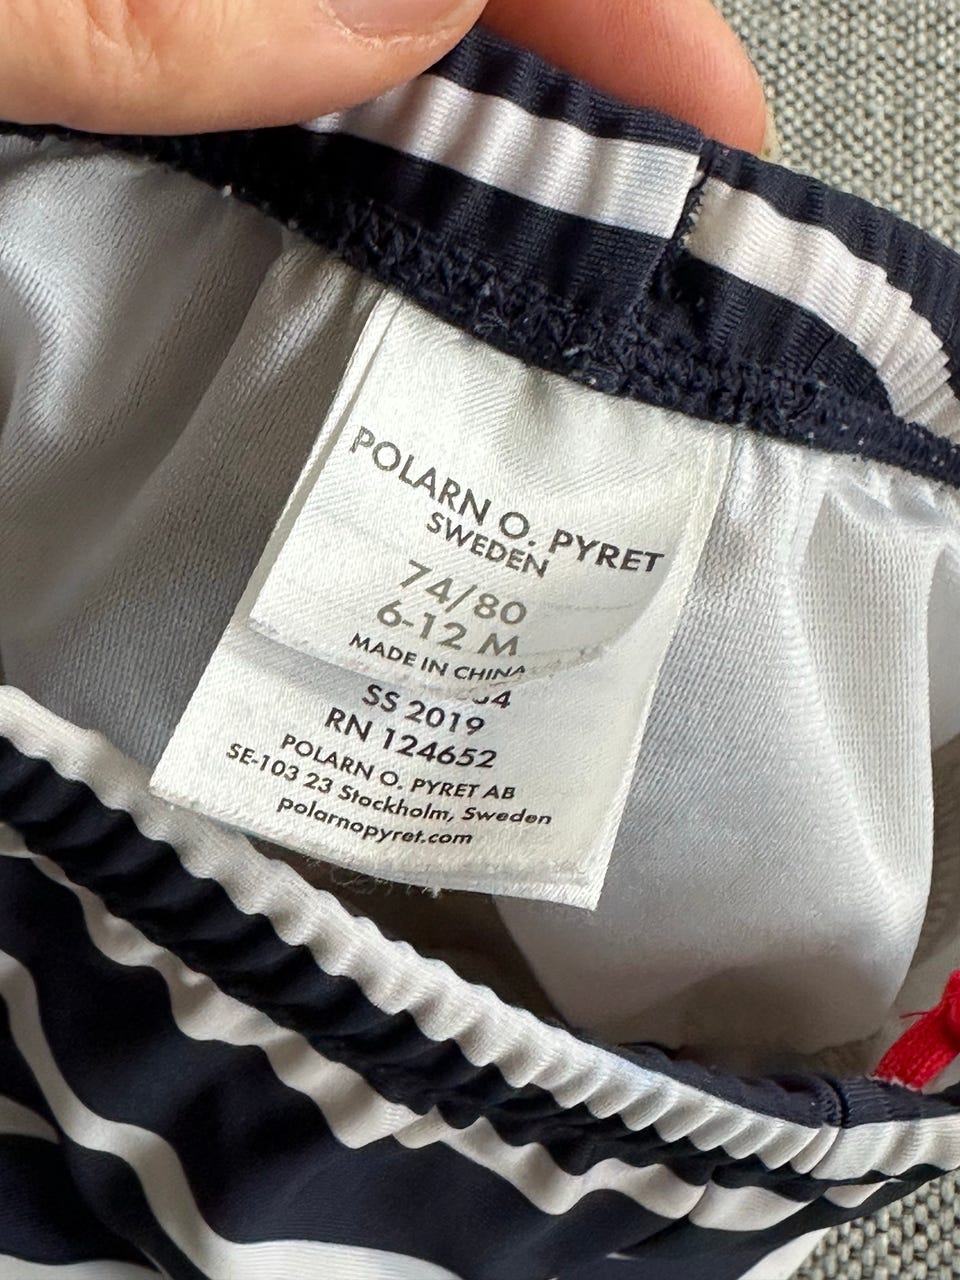 POLARN O. PYRET
SWEDEN
74/80
6-12 M
MADE IN CHINA
SS 2019
RN 124652
POLARN O. PYRET AB
SE-103 23 Stockholm, Sweden
polarnopyret.com